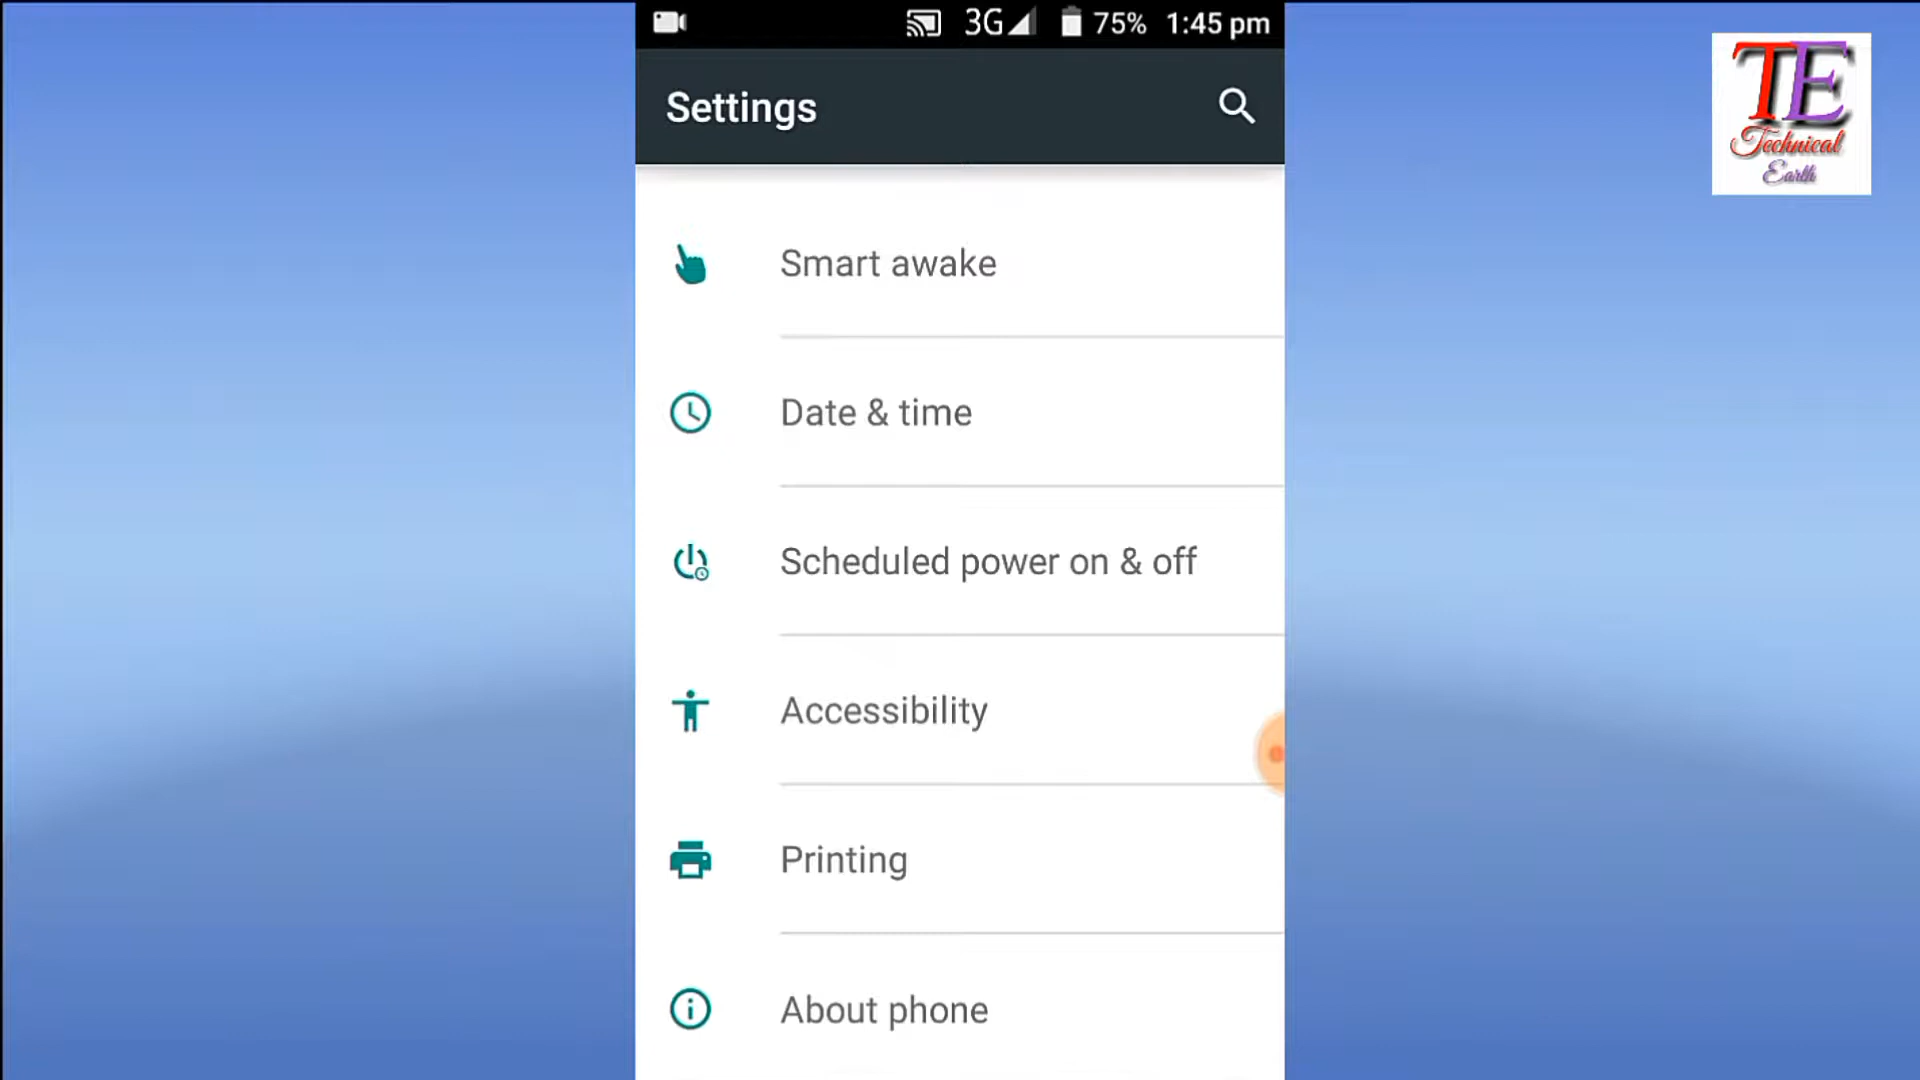 3G 75% 1:45 pm
Settings
TE
Technical
Earth
Smart awake
Date & time
Scheduled power on & off
Accessibility
Printing
About phone